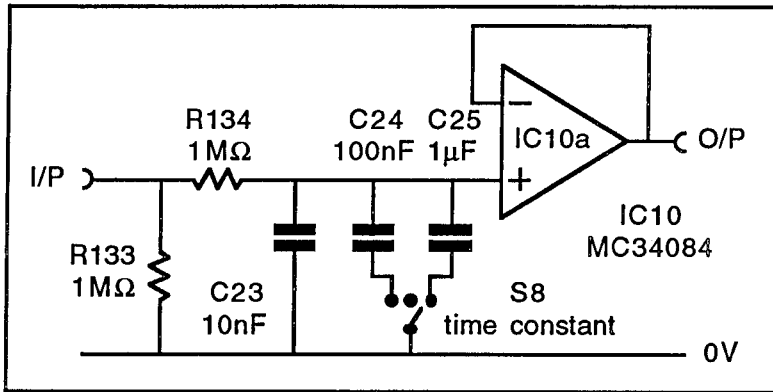 R134
1MΩ
C24
100nF
C25
1µF
IC10a
−
+
I/P
O/P
IC10
MC34084
R133
1MΩ
C23
10nF
S8
time constant
0V